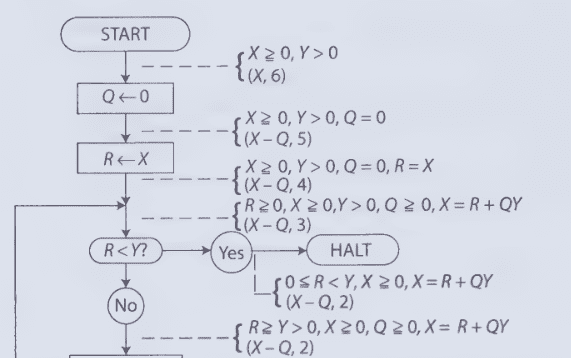 START
X ≧ 0, Y > 0
(X, 6)
Q ← 0
X ≧ 0, Y > 0, Q = 0
(X – Q, 5)
R ← X
X ≧ 0, Y > 0, Q = 0, R = X
(X – Q, 4)
R ≧ 0, X ≧ 0, Y > 0, Q ≧ 0, X = R + QY
(X – Q, 3)
R < Y?
Yes
HALT
0 ≦ R < Y, X ≧ 0, X = R + QY
(X – Q, 2)
No
R ≧ Y > 0, X ≧ 0, Q ≧ 0, X = R + QY
(X – Q, 2)